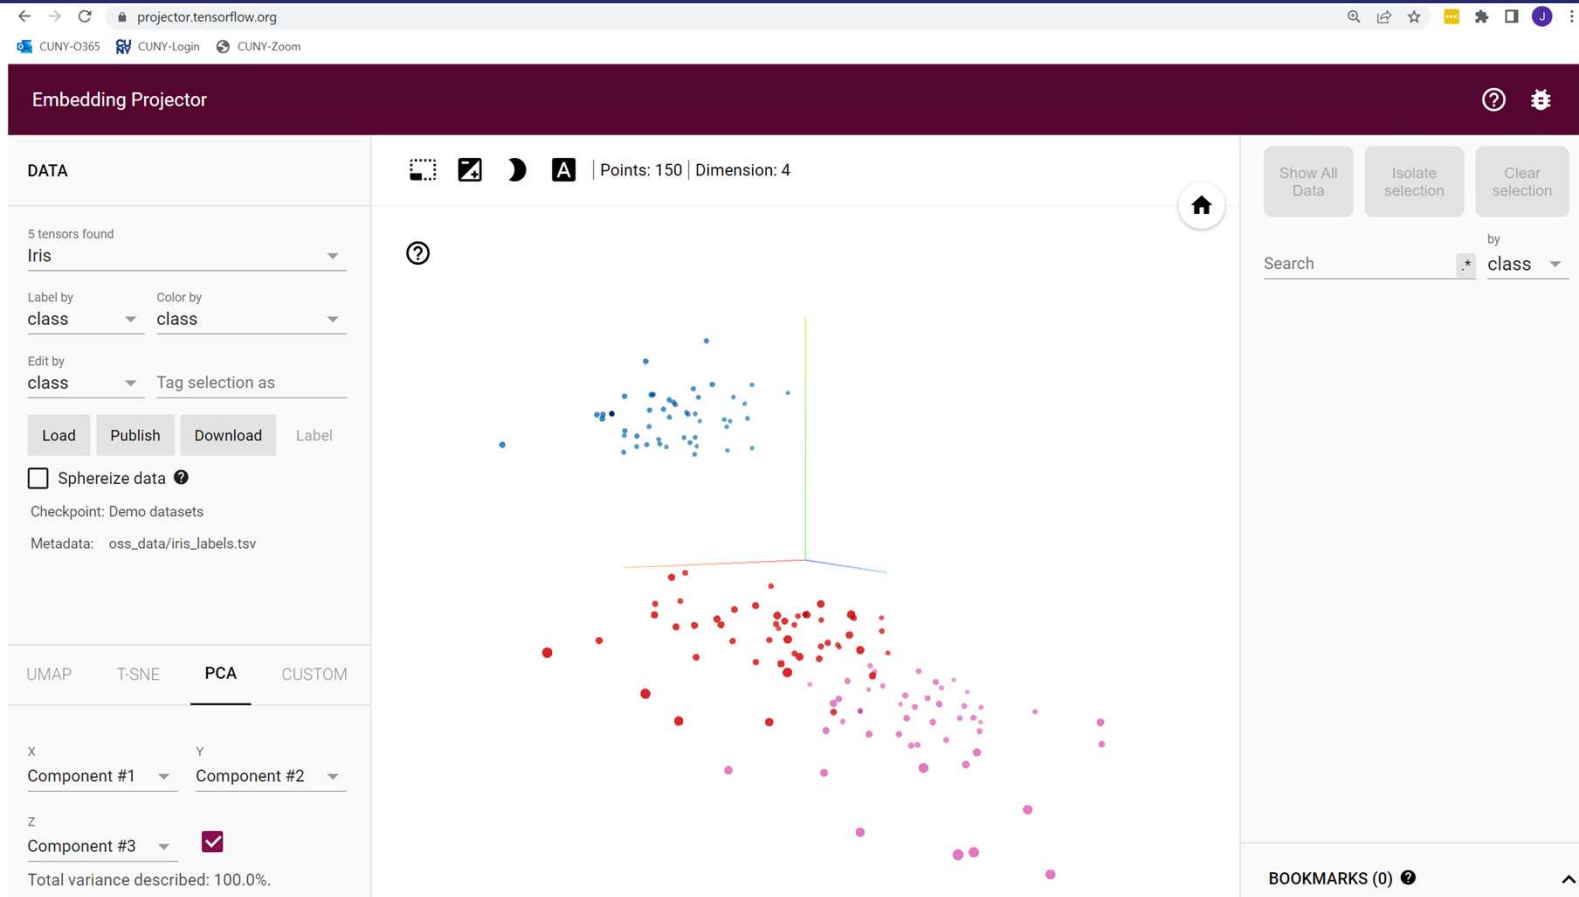 projector.tensorflow.org
J
CUNY-O365 CUNY-Login CUNY-Zoom
Embedding Projector
DATA
A | Points: 150 | Dimension: 4
Show All Data
Isolate selection
Clear selection
5 tensors found
Iris
by
Search .* class
Label by Color by
class class
Edit by
class Tag selection as
Load Publish Download Label
Sphereize data
Checkpoint: Demo datasets
Metadata: oss_data/iris_labels.tsv
UMAP T-SNE PCA CUSTOM
X Y
Component #1 Component #2
Z
Component #3
Total variance described: 100.0%.
BOOKMARKS (0)